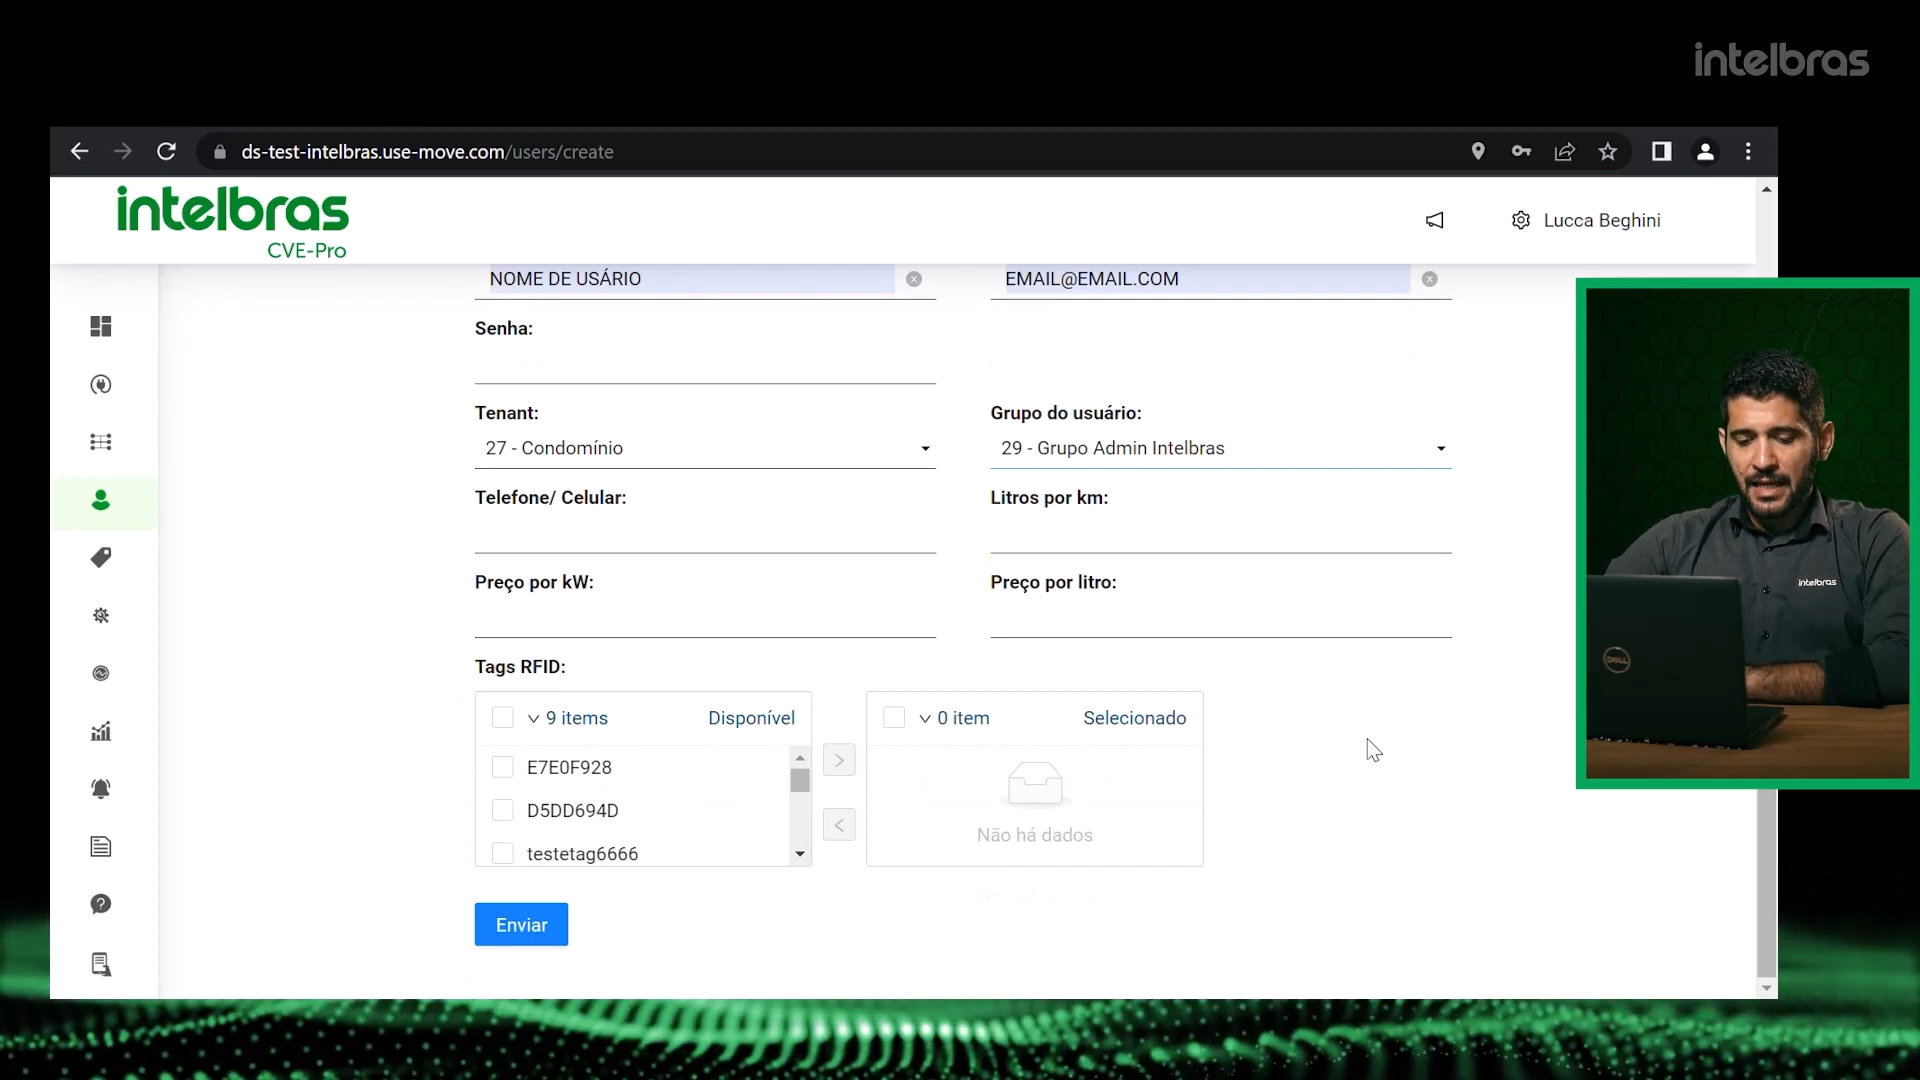 intelbras
ds-test-intelbras.use-move.com/users/create
intelbras
CVE-Pro
Lucca Beghini
NOME DE USÁRIO
EMAIL@EMAIL.COM
Senha:
Tenant:
Grupo do usuário:
27 - Condomínio
29 - Grupo Admin Intelbras
Telefone/ Celular:
Litros por km:
Preço por kW:
Preço por litro:
Tags RFID:
9 items
Disponível
0 item
Selecionado
E7E0F928
D5DD694D
testetag6666
Não há dados
Enviar
intelbras
DELL